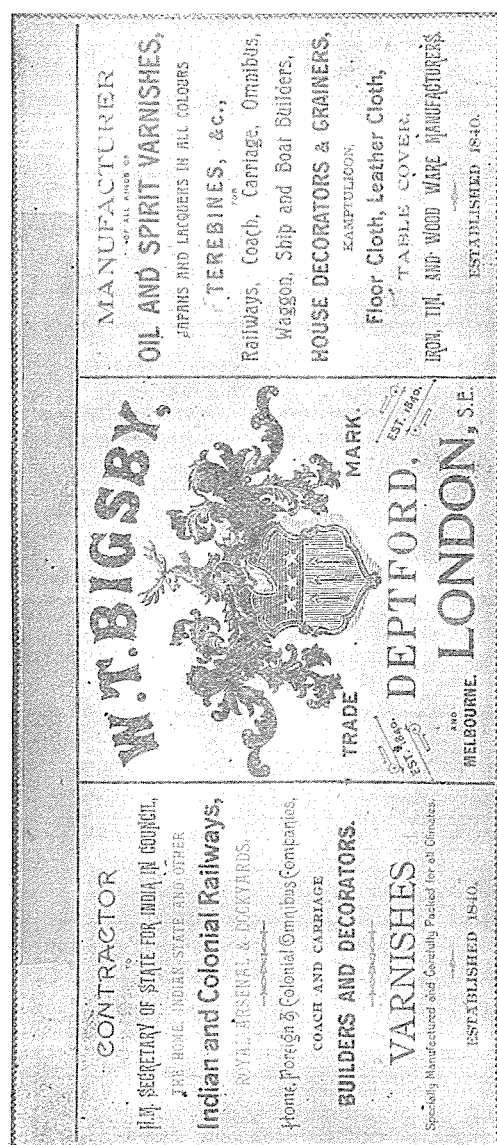 CONTRACTOR
TO
H.M. SECRETARY OF STATE FOR INDIA IN COUNCIL,
THE HOME, INDIAN STATE AND OTHER
Indian and Colonial Railways,
ROYAL ARSENAL & DOCKYARDS.
Home, Foreign & Colonial Omnibus Companies,
COACH AND CARRIAGE
BUILDERS AND DECORATORS.
VARNISHES
Specially Manufactured and Carefully Packed for all Climates.
ESTABLISHED 1840.
W.T. BIGSBY,
TRADE MARK.
EST. 1840.
EST. 1840.
DEPTFORD,
AND
MELBOURNE. LONDON, S.E.
MANUFACTURER
OF ALL KINDS OF
OIL AND SPIRIT VARNISHES,
JAPANS AND LACQUERS IN ALL COLOURS
TEREBINES, &c.,
FOR
Railways, Coach, Carriage, Omnibus,
Waggon, Ship and Boat Builders,
HOUSE DECORATORS & GRAINERS,
KAMPTULICON,
Floor Cloth, Leather Cloth,
TABLE COVER,
IRON, TIN, AND WOOD WARE MANUFACTURERS.
ESTABLISHED 1840.